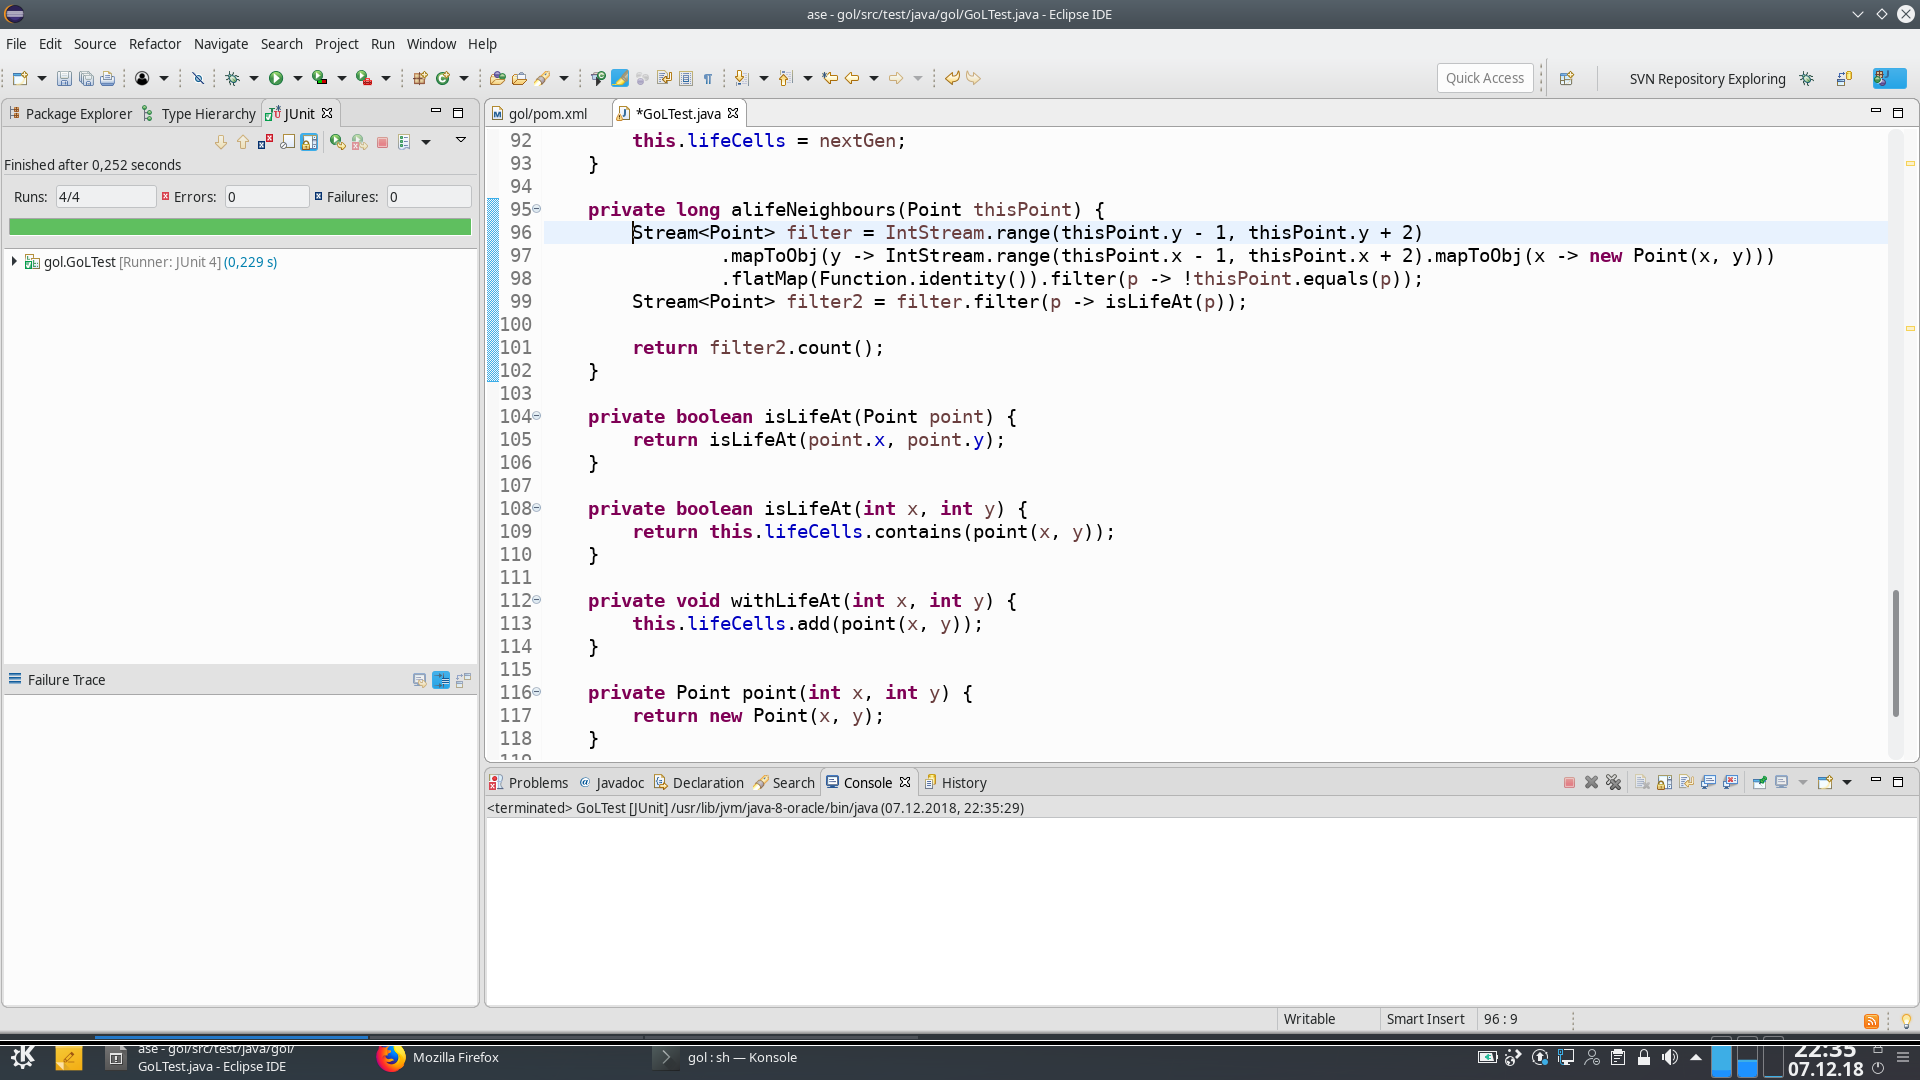 ase - gol/src/test/java/gol/GoLTest.java - Eclipse IDE
File Edit Source Refactor Navigate Search Project Run Window Help
Quick Access
SVN Repository Exploring
Package Explorer Type Hierarchy JUnit
Finished after 0,252 seconds
Runs: 4/4 Errors: 0 Failures: 0
gol.GoLTest [Runner: JUnit 4] (0,229 s)
Failure Trace
gol/pom.xml *GoLTest.java
92 this.lifeCells = nextGen;
93 }
94
95 private long alifeNeighbours(Point thisPoint) {
96 Stream<Point> filter = IntStream.range(thisPoint.y - 1, thisPoint.y + 2)
97 .mapToObj(y -> IntStream.range(thisPoint.x - 1, thisPoint.x + 2).mapToObj(x -> new Point(x, y)))
98 .flatMap(Function.identity()).filter(p -> !thisPoint.equals(p));
99 Stream<Point> filter2 = filter.filter(p -> isLifeAt(p));
100
101 return filter2.count();
102 }
103
104 private boolean isLifeAt(Point point) {
105 return isLifeAt(point.x, point.y);
106 }
107
108 private boolean isLifeAt(int x, int y) {
109 return this.lifeCells.contains(point(x, y));
110 }
111
112 private void withLifeAt(int x, int y) {
113 this.lifeCells.add(point(x, y));
114 }
115
116 private Point point(int x, int y) {
117 return new Point(x, y);
118 }
119
Problems Javadoc Declaration Search Console History
<terminated> GoLTest [JUnit] /usr/lib/jvm/java-8-oracle/bin/java (07.12.2018, 22:35:29)
Writable Smart Insert 96 : 9
ase - gol/src/test/java/gol/
GoLTest.java - Eclipse IDE
Mozilla Firefox
gol : sh — Konsole
22:35
07.12.18